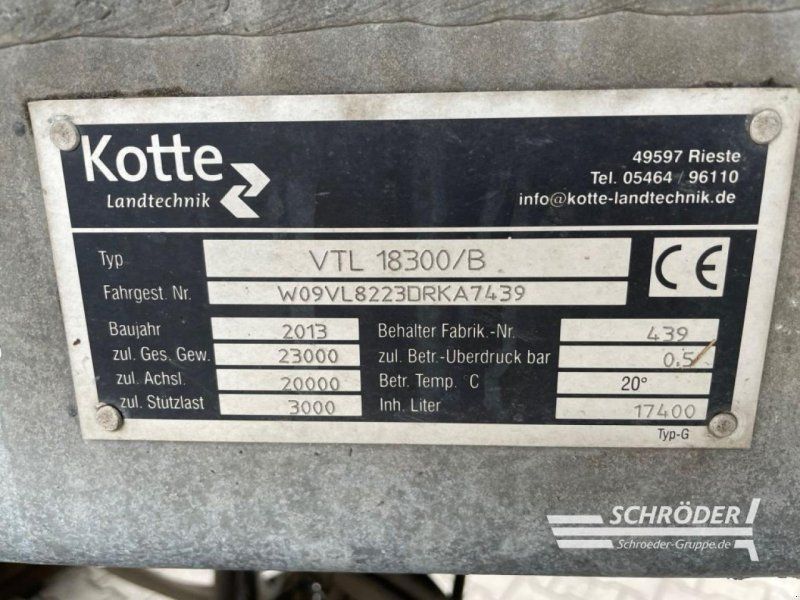 Kotte
Landtechnik
49597 Rieste
Tel. 05464 / 96110
info@kotte-landtechnik.de
Typ VTL 18300/B
Fahrgest. Nr. W09VL8223DRKA7439
CE
Baujahr 2013 Behalter Fabrik.-Nr. 439
zul. Ges. Gew. 23000 zul. Betr.-Uberdruck bar 0.5
zul. Achsl. 20000 Betr. Temp. °C 20°
zul. Stutzlast 3000 Inh. Liter 17400
Typ-G
SCHRÖDER
Schroeder-Gruppe.de